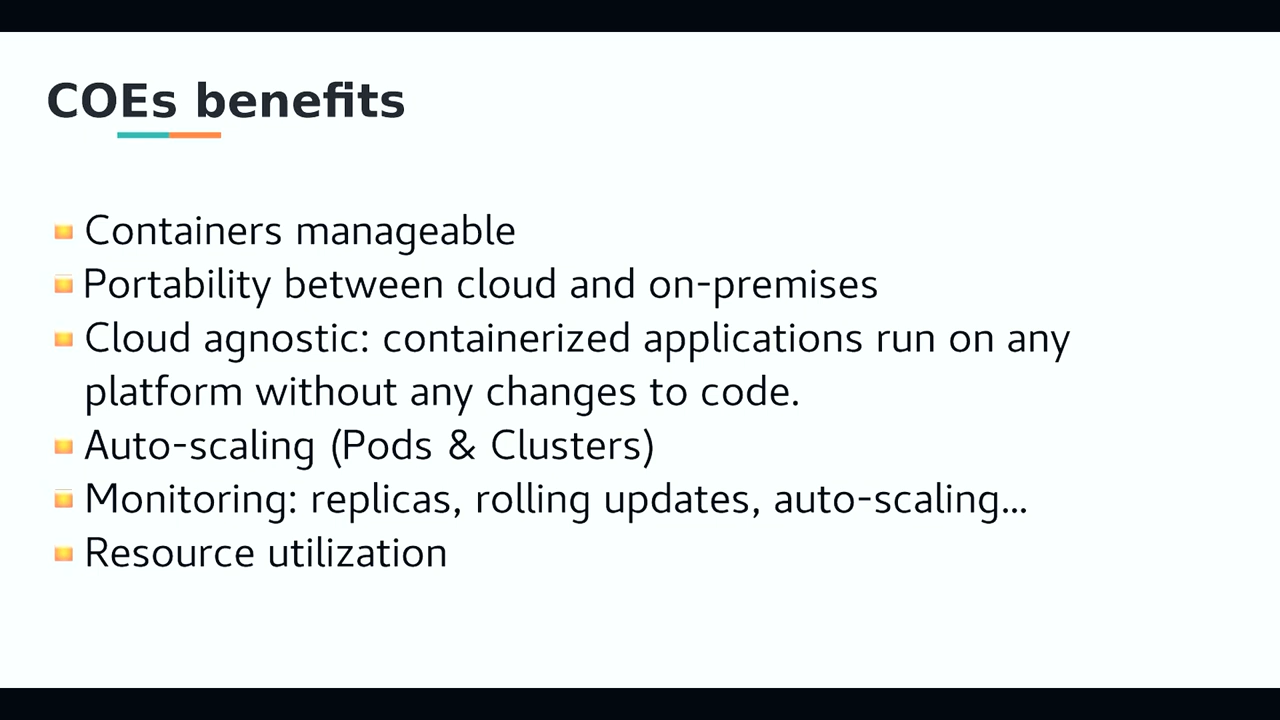 COEs benefits
Containers manageable
Portability between cloud and on-premises
Cloud agnostic: containerized applications run on any
platform without any changes to code.
Auto-scaling (Pods & Clusters)
Monitoring: replicas, rolling updates, auto-scaling...
Resource utilization